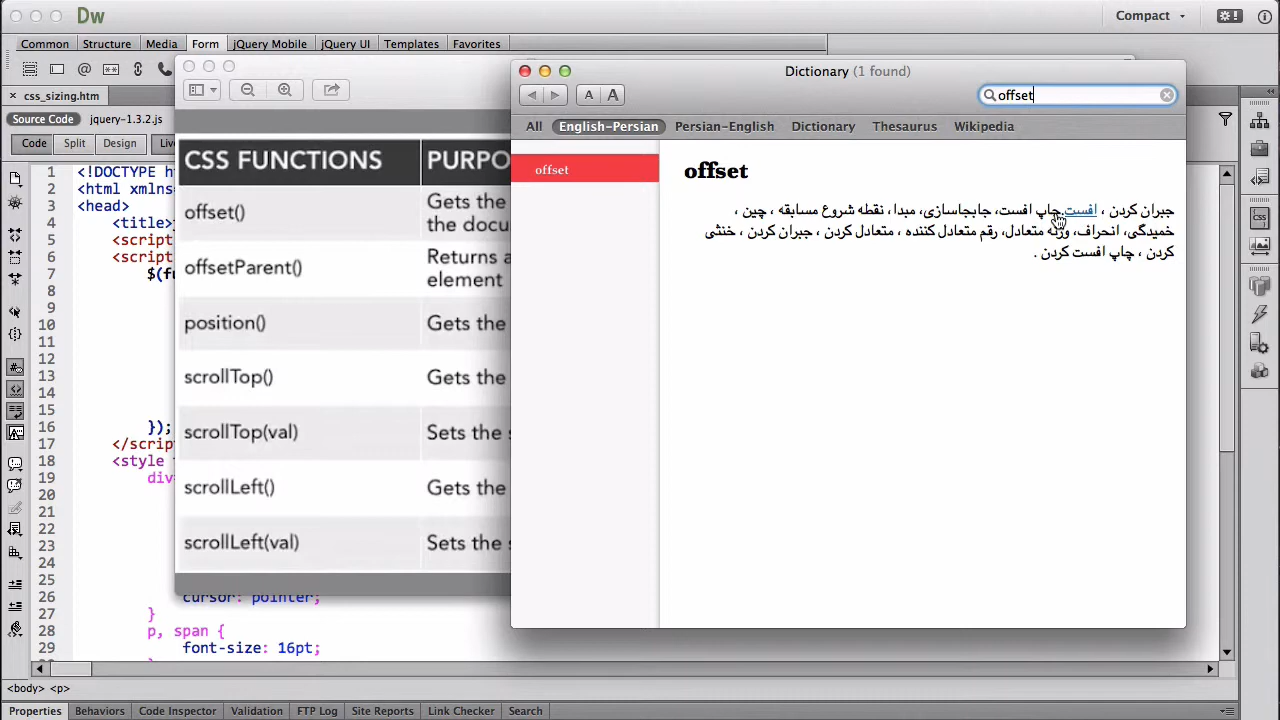 Dw
Compact
Common Structure Media Form jQuery Mobile jQuery UI Templates Favorites
css_sizing.htm
Source Code jquery-1.3.2.js
Code Split Design
1 <!DOCTYPE h
2 <html xmlns
3 <head>
4 <title>
5 <script
6 <script
7 $(fu
8
9
10
11
12
13
14
15
16 });
17 </scrip
18 <style
19 div
20
21
22
23
24
25
26 cursor: pointer;
27 }
28 p, span {
29 font-size: 16pt;
CSS FUNCTIONS PURPO
offset() Gets the
the docu
offsetParent() Returns a
element
position() Gets the
scrollTop() Gets the
scrollTop(val) Sets the s
scrollLeft() Gets the
scrollLeft(val) Sets the s
Dictionary (1 found)
A A offset
All English-Persian Persian-English Dictionary Thesaurus Wikipedia
offset
offset
جبران کردن ، افست چاپ افست، جابجاسازی، مبدا، نقطه شروع مسابقه ، چین ،
خمیدگی، انحراف، وزنه متعادل، رقم متعادل کننده ، متعادل کردن ، جبران کردن ، خنثی
کردن ، چاپ افست کردن .
<body> <p>
Properties Behaviors Code Inspector Validation FTP Log Site Reports Link Checker Search